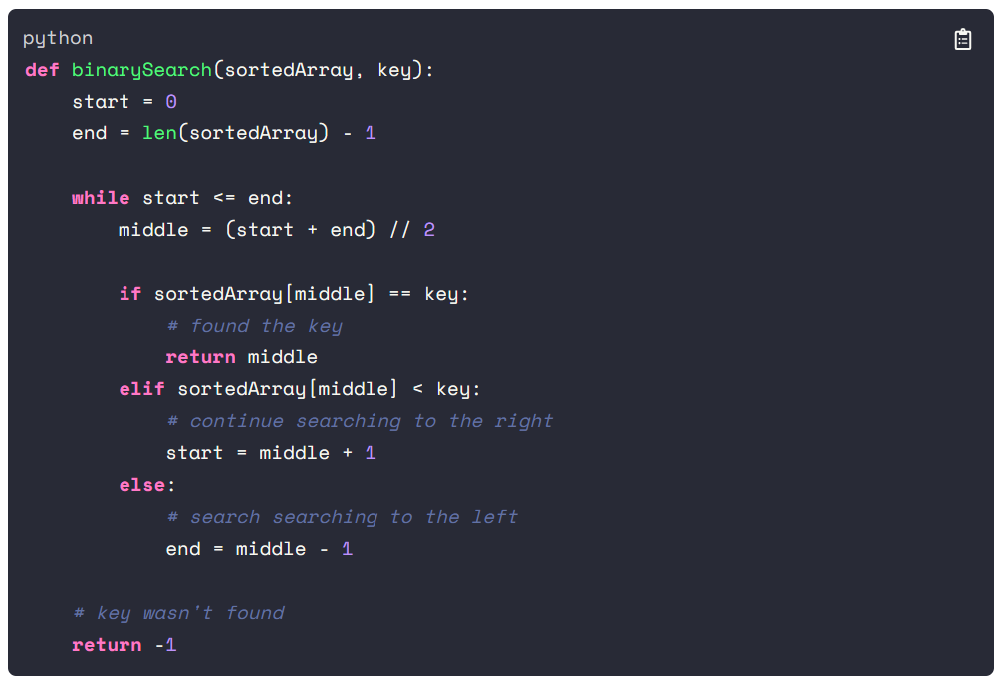 python
def binarySearch(sortedArray, key):
    start = 0
    end = len(sortedArray) - 1

    while start <= end:
        middle = (start + end) // 2

        if sortedArray[middle] == key:
            # found the key
            return middle
        elif sortedArray[middle] < key:
            # continue searching to the right
            start = middle + 1
        else:
            # search searching to the left
            end = middle - 1

    # key wasn't found
    return -1